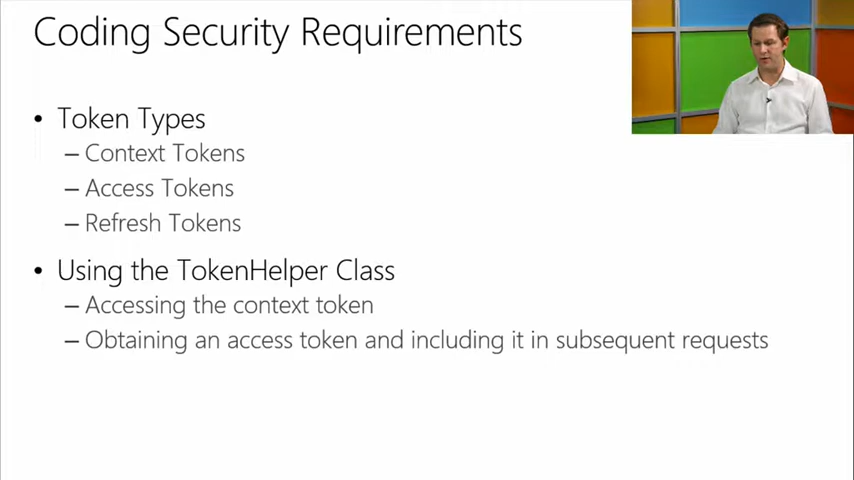 Coding Security Requirements
• Token Types
– Context Tokens
– Access Tokens
– Refresh Tokens
• Using the TokenHelper Class
– Accessing the context token
– Obtaining an access token and including it in subsequent requests